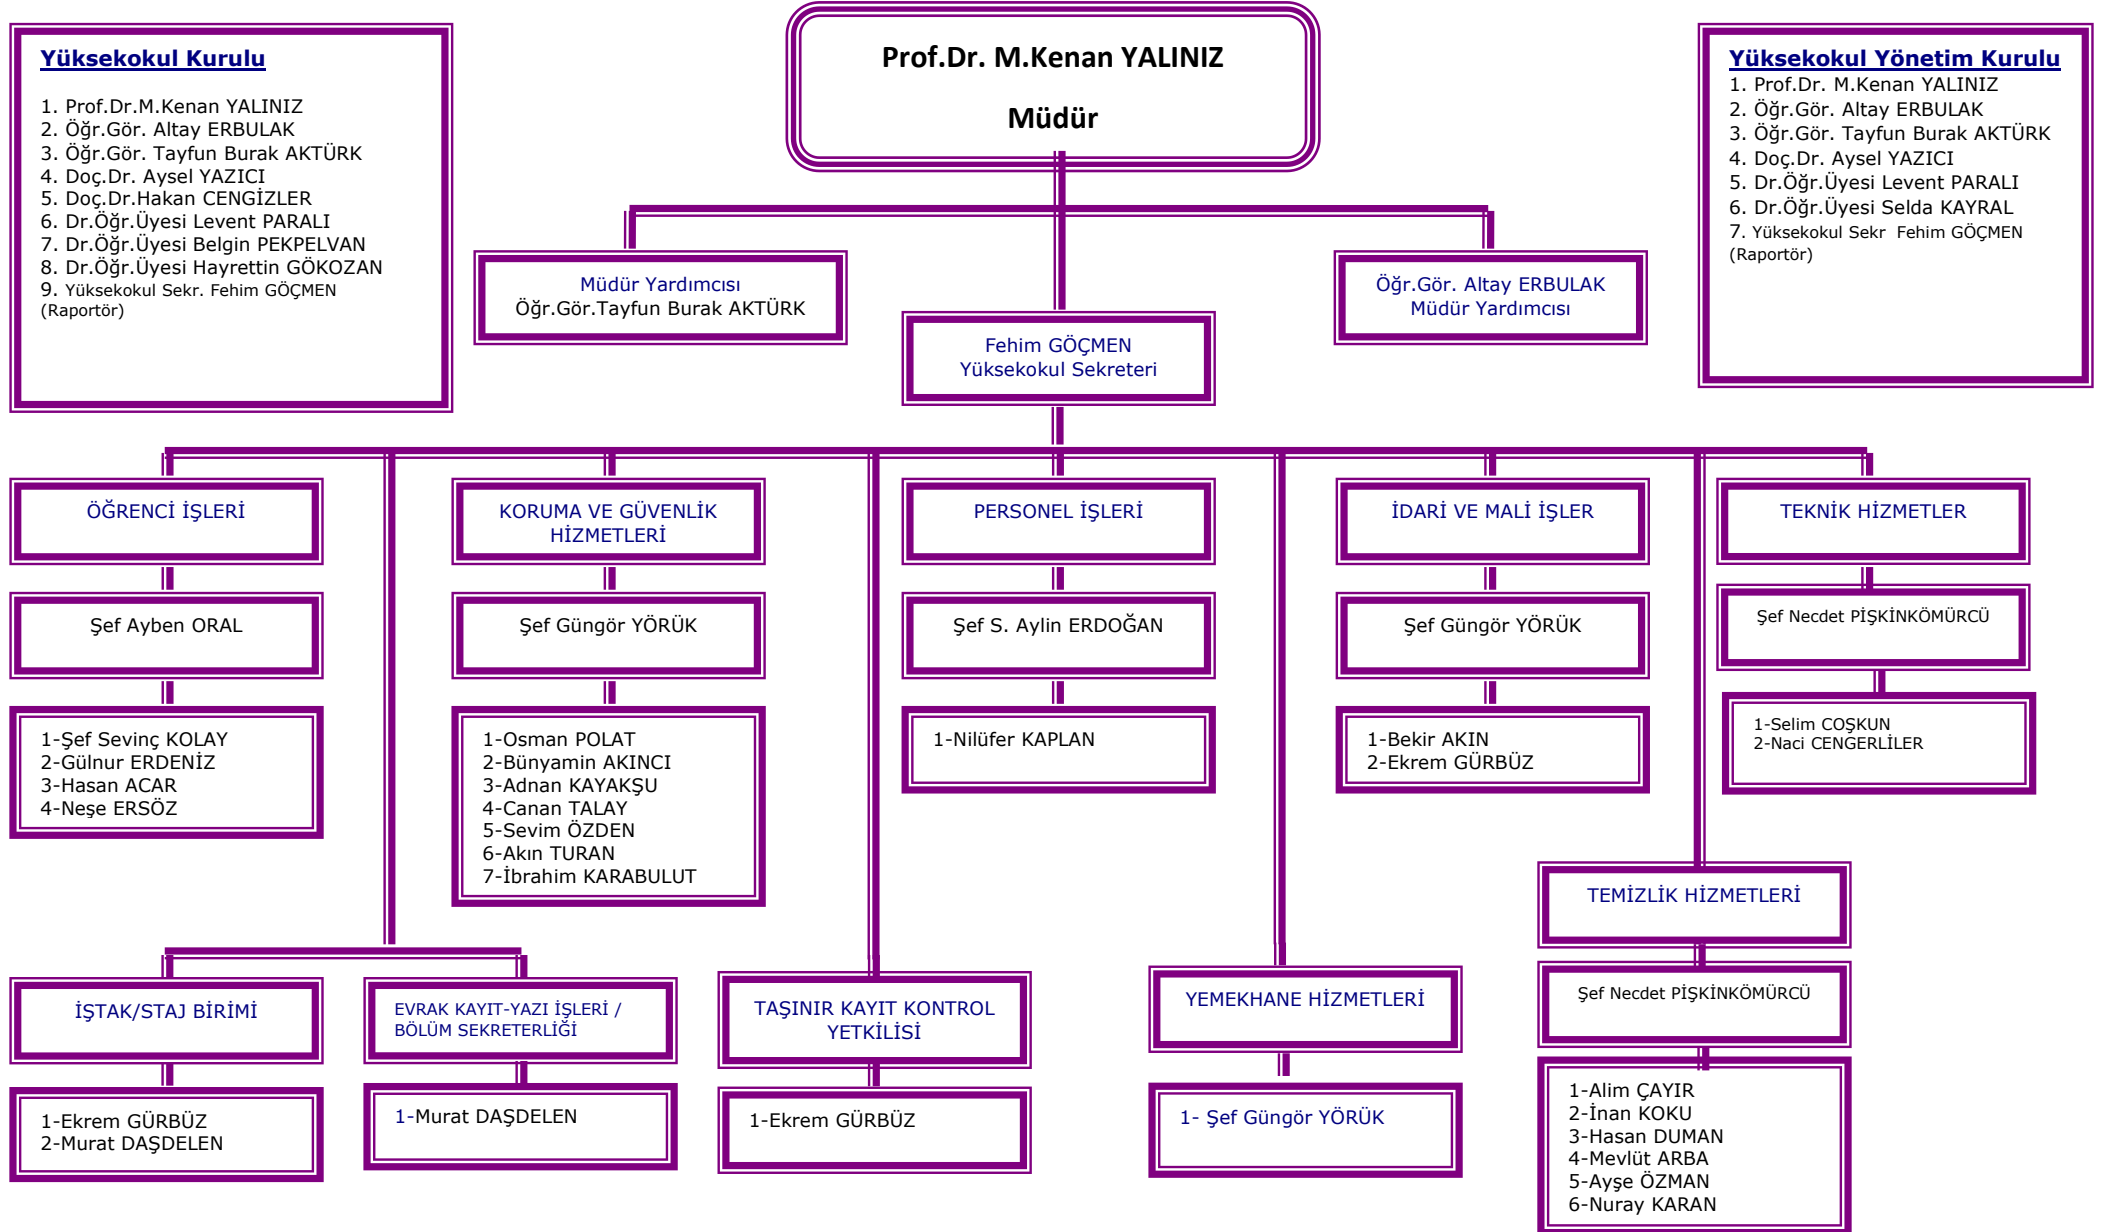 Yüksekokul Kurulu
1. Prof.Dr.M.Kenan YALINIZ
2. Öğr.Gör. Altay ERBULAK
3. Öğr.Gör. Tayfun Burak AKTÜRK
4. Doç.Dr. Aysel YAZICI
5. Doç.Dr.Hakan CENGİZLER
6. Dr.Öğr.Üyesi Levent PARALI
7. Dr.Öğr.Üyesi Belgin PEKPELVAN
8. Dr.Öğr.Üyesi Hayrettin GÖKOZAN
9. Yüksekokul Sekr. Fehim GÖÇMEN
(Raportör)
Prof.Dr. M.Kenan YALINIZ
Müdür
Yüksekokul Yönetim Kurulu
1. Prof.Dr. M.Kenan YALINIZ
2. Öğr.Gör. Altay ERBULAK
3. Öğr.Gör. Tayfun Burak AKTÜRK
4. Doç.Dr. Aysel YAZICI
5. Dr.Öğr.Üyesi Levent PARALI
6. Dr.Öğr.Üyesi Selda KAYRAL
7. Yüksekokul Sekr  Fehim GÖÇMEN
(Raportör)
Müdür Yardımcısı
Öğr.Gör.Tayfun Burak AKTÜRK
Öğr.Gör. Altay ERBULAK
Müdür Yardımcısı
Fehim GÖÇMEN
Yüksekokul Sekreteri
ÖĞRENCİ İŞLERİ
KORUMA VE GÜVENLİK
HİZMETLERİ
PERSONEL İŞLERİ
İDARİ VE MALİ İŞLER
TEKNİK HİZMETLER
Şef Ayben ORAL
Şef Güngör YÖRÜK
Şef S. Aylin ERDOĞAN
Şef Güngör YÖRÜK
Şef Necdet PİŞKİNKÖMÜRCÜ
1-Şef Sevinç KOLAY
2-Gülnur ERDENİZ
3-Hasan ACAR
4-Neşe ERSÖZ
1-Osman POLAT
2-Bünyamin AKINCI
3-Adnan KAYAKŞU
4-Canan TALAY
5-Sevim ÖZDEN
6-Akın TURAN
7-İbrahim KARABULUT
1-Nilüfer KAPLAN
1-Bekir AKIN
2-Ekrem GÜRBÜZ
1-Selim COŞKUN
2-Naci CENGERLİLER
TEMİZLİK HİZMETLERİ
İŞTAK/STAJ BİRİMİ
EVRAK KAYIT-YAZI İŞLERİ /
BÖLÜM SEKRETERLİĞİ
TAŞINIR KAYIT KONTROL
YETKİLİSİ
YEMEKHANE HİZMETLERİ
Şef Necdet PİŞKİNKÖMÜRCÜ
1-Ekrem GÜRBÜZ
2-Murat DAŞDELEN
1-Murat DAŞDELEN
1-Ekrem GÜRBÜZ
1- Şef Güngör YÖRÜK
1-Alim ÇAYIR
2-İnan KOKU
3-Hasan DUMAN
4-Mevlüt ARBA
5-Ayşe ÖZMAN
6-Nuray KARAN